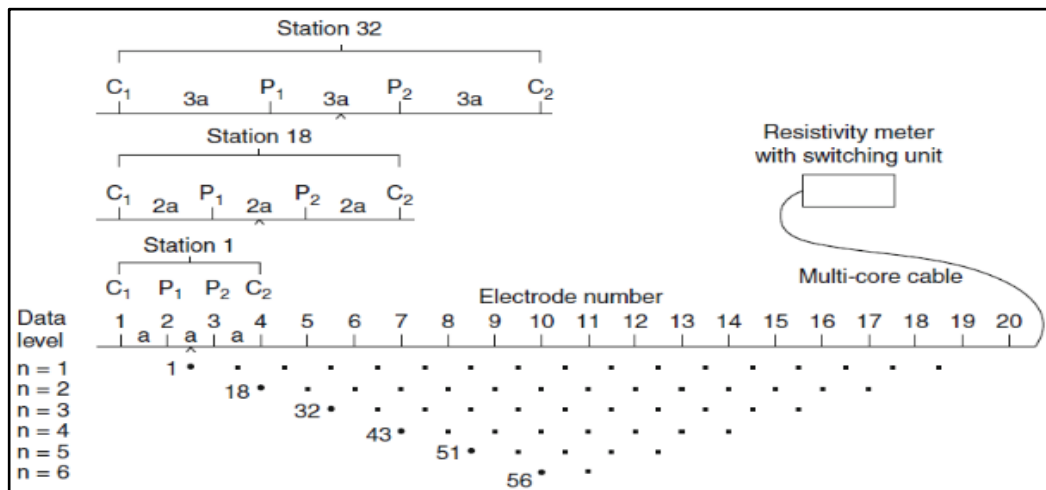 Station 32
C₁ 3a P₁ 3a P₂ 3a C₂
Station 18
C₁ 2a P₁ 2a P₂ 2a C₂
Station 1
C₁ P₁ P₂ C₂
Resistivity meter
with switching unit
Multi-core cable
Electrode number
Data
level
1 2 3 4 5 6 7 8 9 10 11 12 13 14 15 16 17 18 19 20
a a a
n = 1 1
n = 2 18
n = 3 32
n = 4 43
n = 5 51
n = 6 56